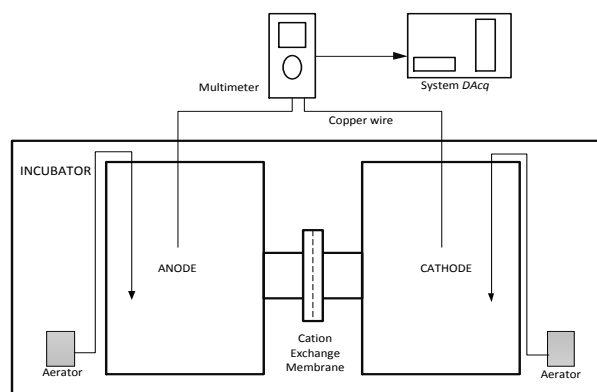 Multimeter
System DAcq
Copper wire
INCUBATOR
ANODE
CATHODE
Cation
Exchange
Membrane
Aerator
Aerator